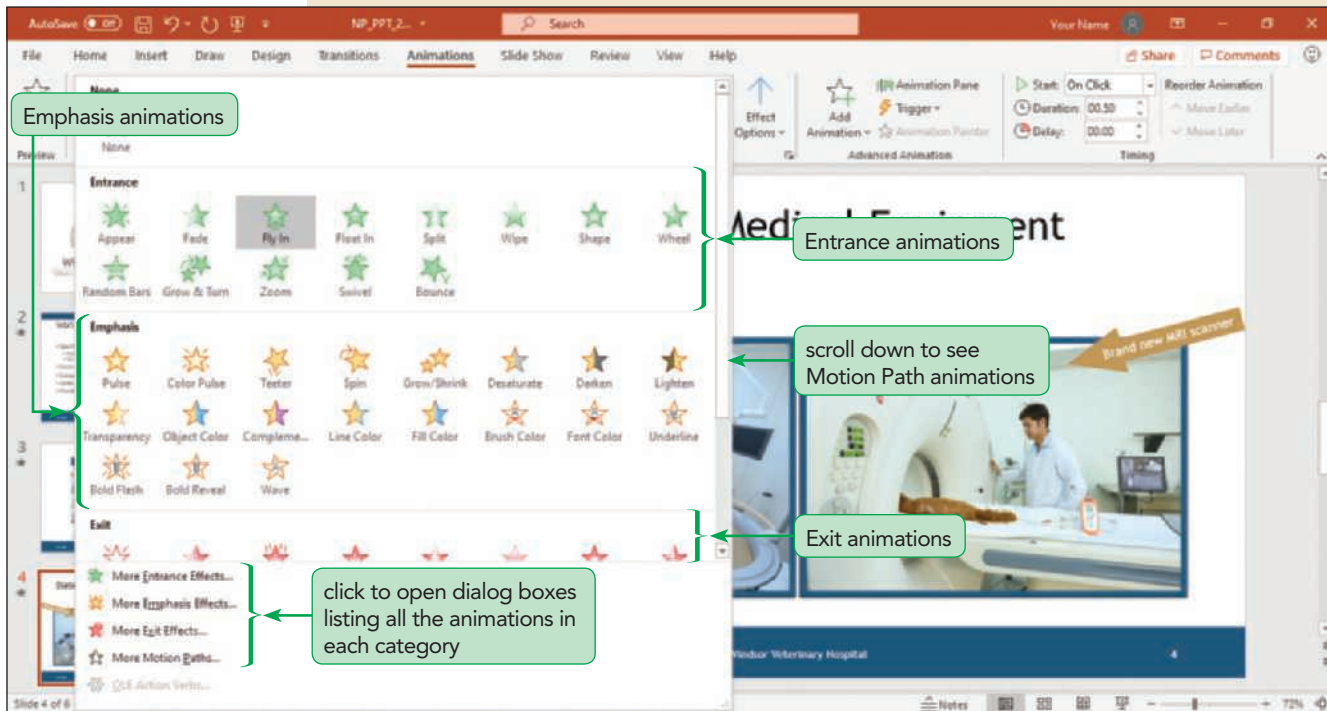 AutoSave Off NP_PPT_2... Search Your Name
File Home Insert Draw Design Transitions Animations Slide Show Review View Help Share Comments
None
Emphasis animations
None
Preview
Effect Options
Add Animation
Animation Pane
Trigger
Animation Painter
Advanced Animation
Start: On Click
Duration: 00.50
Delay: 00.00
Timing
Reorder Animation
Move Earlier
Move Later
Entrance
Appear Fade Fly In Float In Split Wipe Shape Wheel
Random Bars Grow & Turn Zoom Swivel Bounce
Entrance animations
Emphasis
Pulse Color Pulse Teeter Spin Grow/Shrink Desaturate Darken Lighten
Transparency Object Color Compleme... Line Color Fill Color Brush Color Font Color Underline
Bold Flash Bold Reveal Wave
scroll down to see
Motion Path animations
Brand new MRI scanner
Exit
Exit animations
More Entrance Effects...
More Emphasis Effects...
More Exit Effects...
More Motion Paths...
OLE Action Verbs...
click to open dialog boxes
listing all the animations in
each category
1
2
3
4
Windsor Veterinary Hospital 4
Slide 4 of 6 Notes 72%